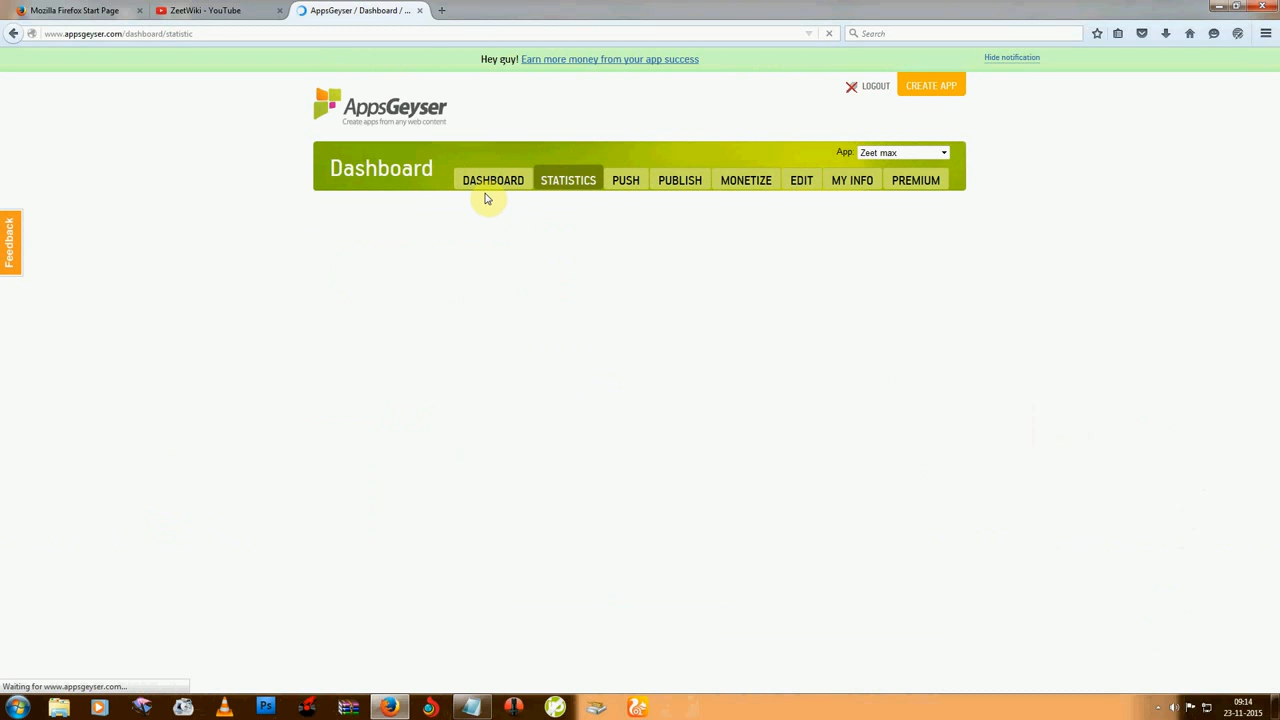 Mozilla Firefox Start Page
ZeetWiki - YouTube
AppsGeyser / Dashboard / ...
www.appsgeyser.com/dashboard/statistic
Search
Hey guy! Earn more money from your app success
Hide notification
LOGOUT
CREATE APP
AppsGeyser
Create apps from any web content
App: Zeet max
Dashboard
DASHBOARD STATISTICS PUSH PUBLISH MONETIZE EDIT MY INFO PREMIUM
Feedback
Waiting for www.appsgeyser.com...
Ps
09:14
23-11-2015